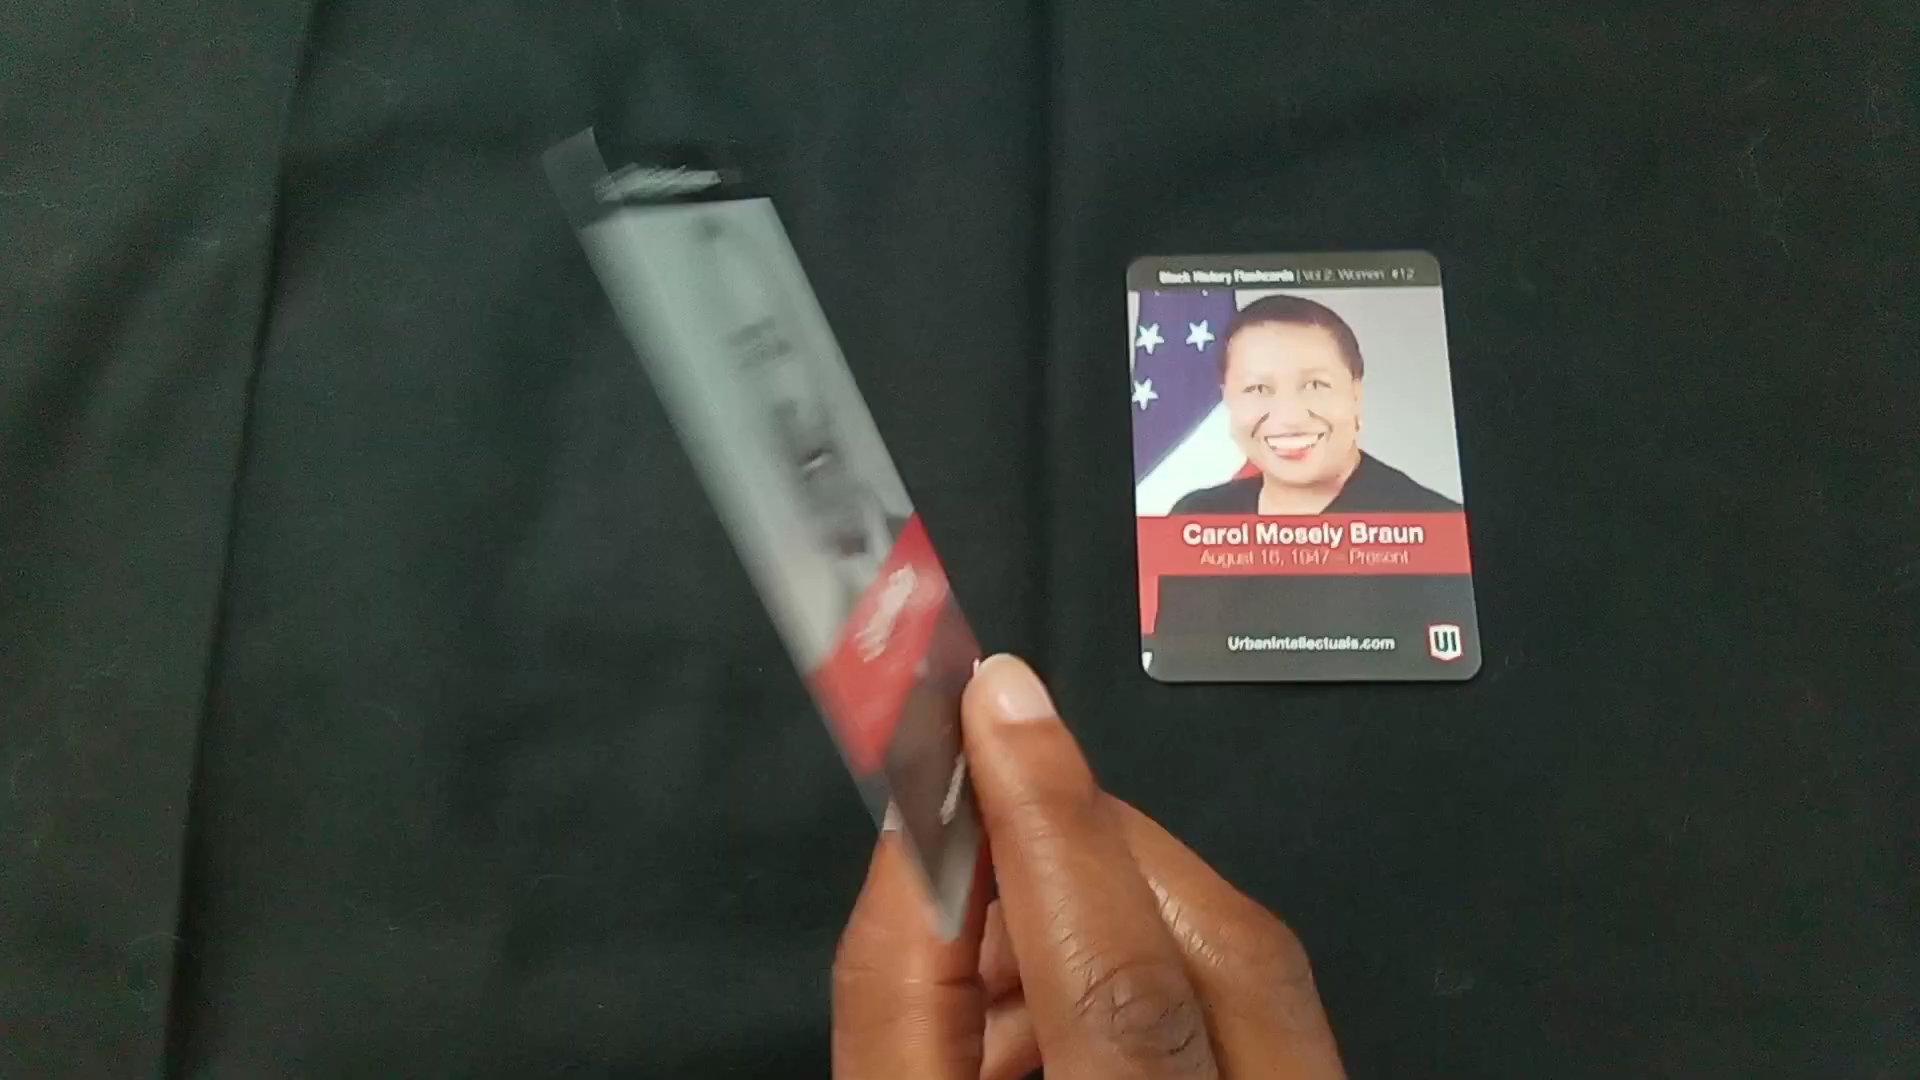 Black History Flashcards | Vol 2: Women #12
Carol Mosely Braun
August 16, 1947 - Present
UrbanIntellectuals.com
UI